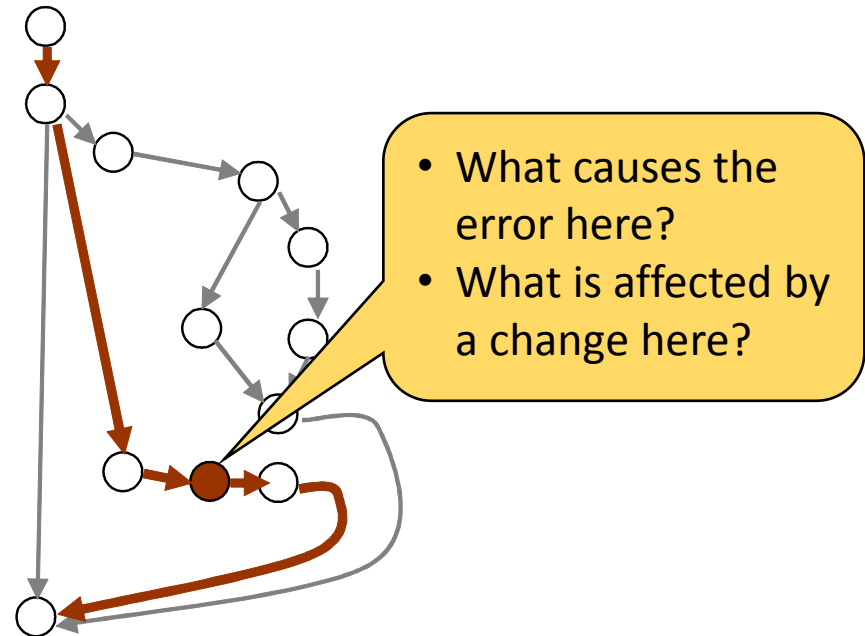 • What causes the
error here?
• What is affected by
a change here?